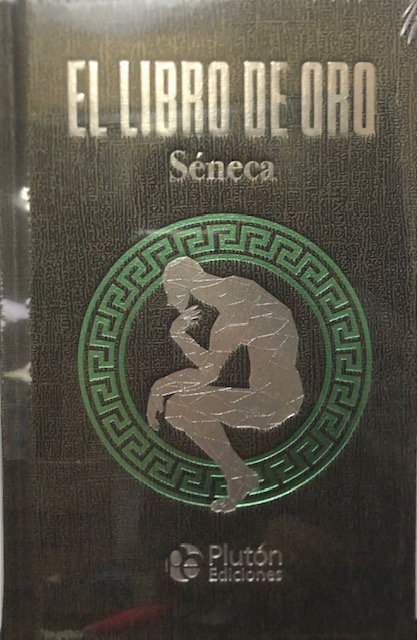 EL LIBRO DE ORO
Séneca
Plutón
Ediciones